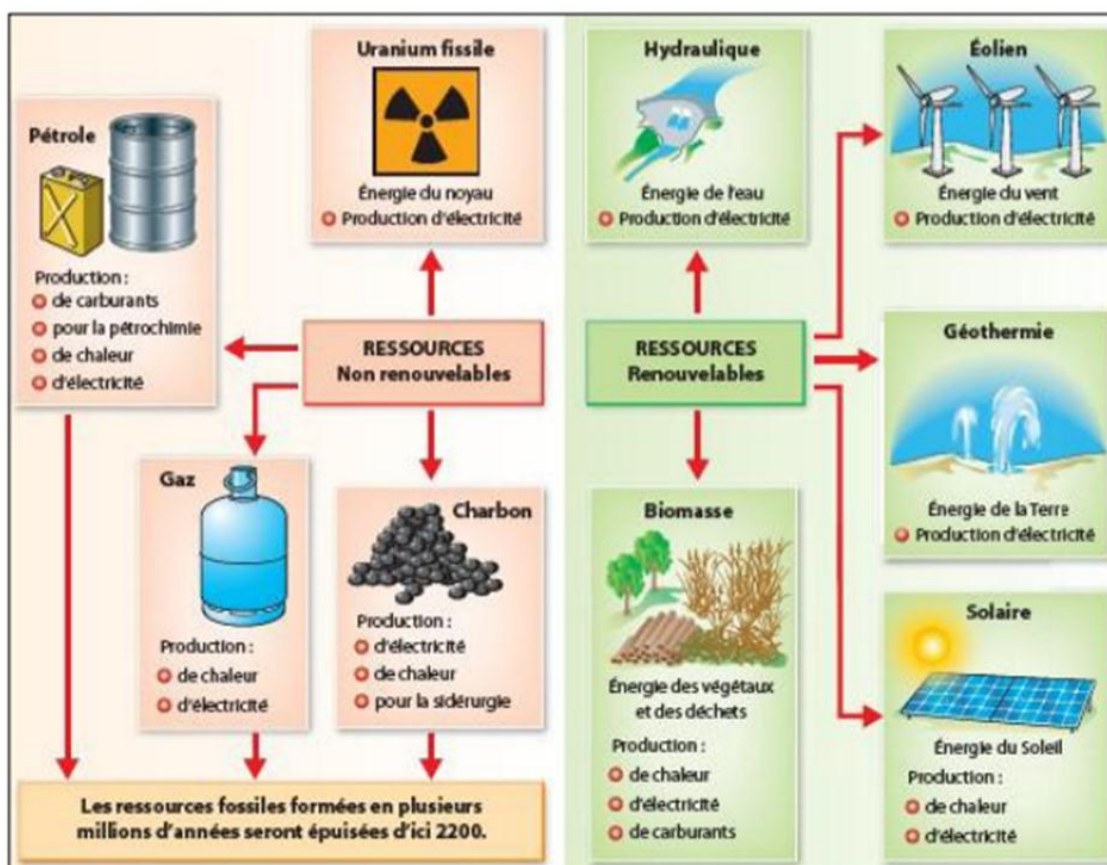 Uranium fissile
Énergie du noyau
Production d'électricité
Pétrole
Production :
de carburants
pour la pétrochimie
de chaleur
d'électricité
RESSOURCES
Non renouvelables
Gaz
Production :
de chaleur
d'électricité
Charbon
Production :
d'électricité
de chaleur
pour la sidérurgie
Les ressources fossiles formées en plusieurs
millions d'années seront épuisées d'ici 2200.
Hydraulique
Énergie de l'eau
Production d'électricité
Éolien
Énergie du vent
Production d'électricité
RESSOURCES
Renouvelables
Géothermie
Énergie de la Terre
Production d'électricité
Biomasse
Énergie des végétaux
et des déchets
Production :
de chaleur
d'électricité
de carburants
Solaire
Énergie du Soleil
Production :
de chaleur
d'électricité